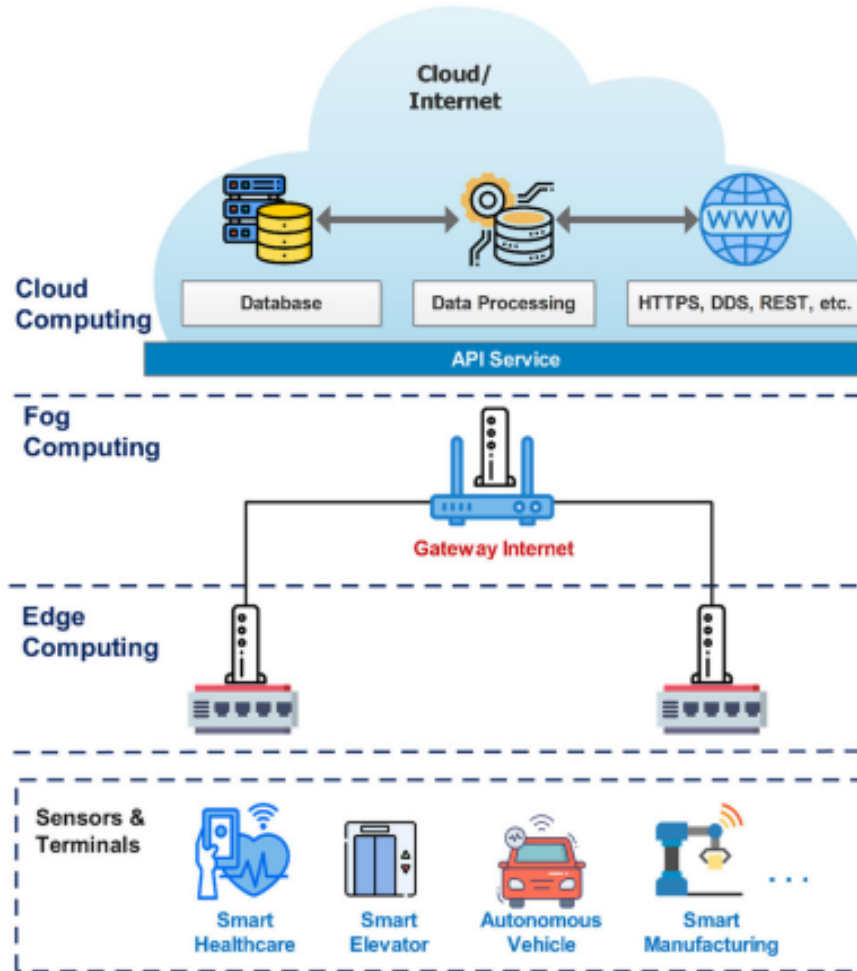 Cloud/
Internet
WWW
Cloud
Computing
Database
Data Processing
HTTPS, DDS, REST, etc.
API Service
Fog
Computing
Gateway Internet
Edge
Computing
Sensors &
Terminals
Smart
Healthcare
Smart
Elevator
Autonomous
Vehicle
Smart
Manufacturing
...